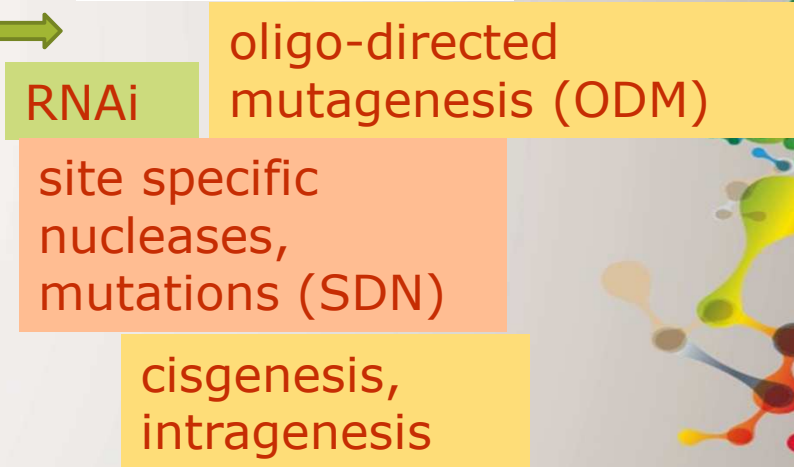 oligo-directed
mutagenesis (ODM)
RNAi
site specific
nucleases,
mutations (SDN)
cisgenesis,
intragenesis